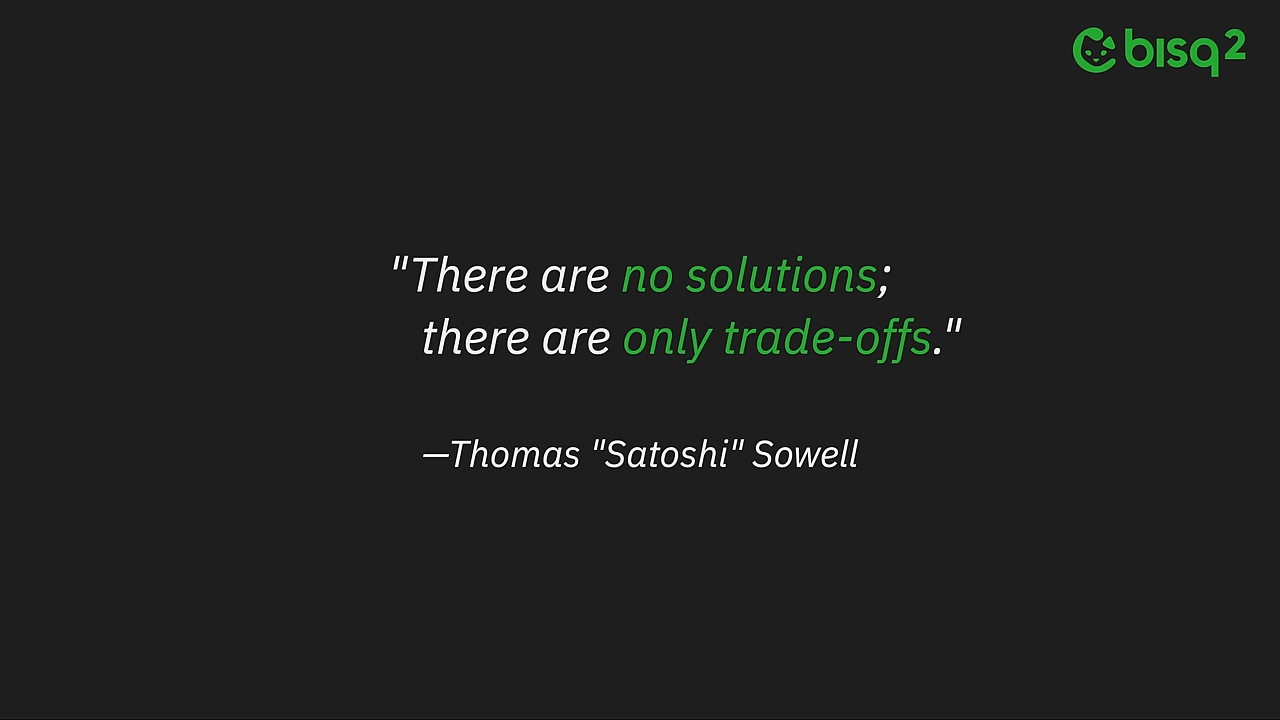 bisq2
"There are no solutions;
there are only trade-offs."
—Thomas "Satoshi" Sowell